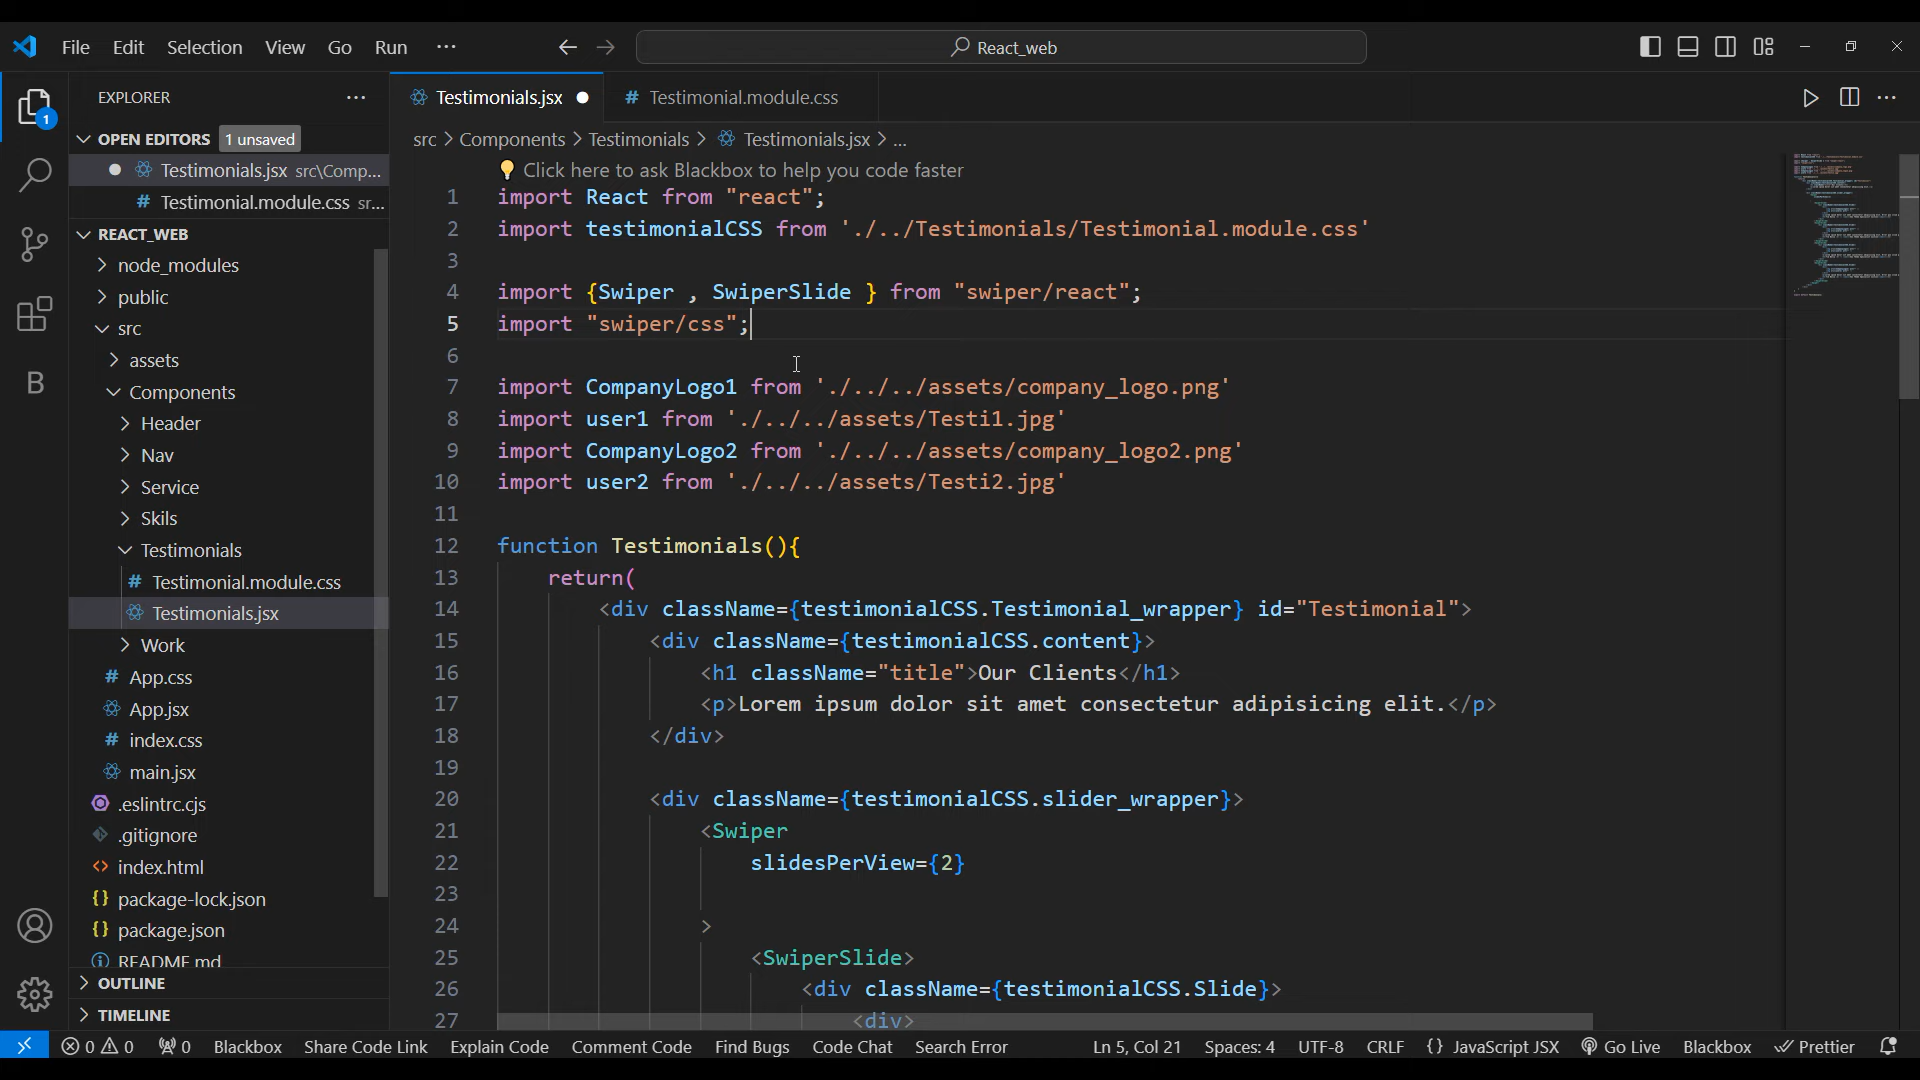 File Edit Selection View Go Run ··· React_web
EXPLORER ···
OPEN EDITORS 1 unsaved
Testimonials.jsx src\Comp...
Testimonial.module.css sr...
REACT_WEB
node_modules
public
src
assets
Components
Header
Nav
Service
Skils
Testimonials
Testimonial.module.css
Testimonials.jsx
Work
App.css
App.jsx
index.css
main.jsx
.eslintrc.cjs
.gitignore
index.html
package-lock.json
package.json
README.md
OUTLINE
TIMELINE
1
B
Testimonials.jsx Testimonial.module.css
src > Components > Testimonials > Testimonials.jsx > ...
Click here to ask Blackbox to help you code faster
1 import React from "react";
2 import testimonialCSS from './../Testimonials/Testimonial.module.css'
3
4 import {Swiper , SwiperSlide } from "swiper/react";
5 import "swiper/css";
6
7 import CompanyLogo1 from './../../assets/company_logo.png'
8 import user1 from './../../assets/Testi1.jpg'
9 import CompanyLogo2 from './../../assets/company_logo2.png'
10 import user2 from './../../assets/Testi2.jpg'
11
12 function Testimonials(){
13 return(
14 <div className={testimonialCSS.Testimonial_wrapper} id="Testimonial">
15 <div className={testimonialCSS.content}>
16 <h1 className="title">Our Clients</h1>
17 <p>Lorem ipsum dolor sit amet consectetur adipisicing elit.</p>
18 </div>
19
20 <div className={testimonialCSS.slider_wrapper}>
21 <Swiper
22 slidesPerView={2}
23
24 >
25 <SwiperSlide>
26 <div className={testimonialCSS.Slide}>
27 <div>
0 0 0 Blackbox Share Code Link Explain Code Comment Code Find Bugs Code Chat Search Error Ln 5, Col 21 Spaces: 4 UTF-8 CRLF {} JavaScript JSX Go Live Blackbox Prettier